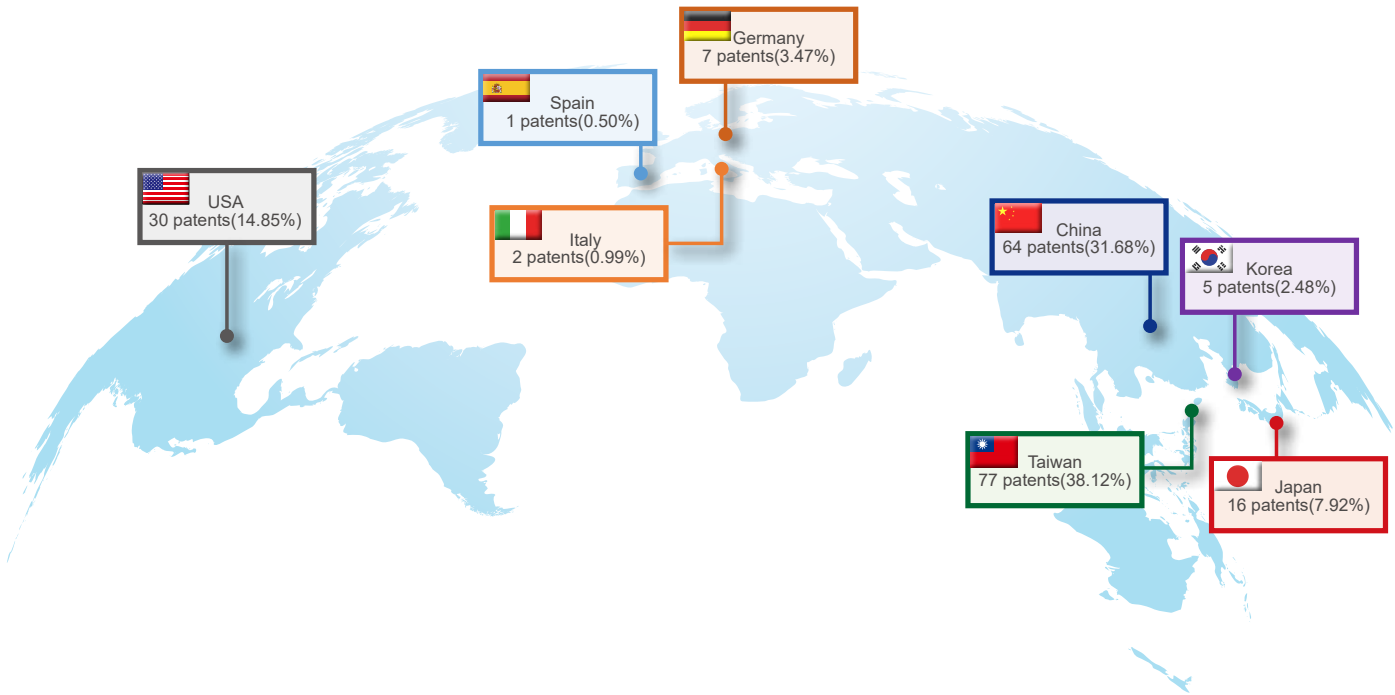 Germany
7 patents(3.47%)
Spain
1 patents(0.50%)
USA
30 patents(14.85%)
Italy
2 patents(0.99%)
China
64 patents(31.68%)
Korea
5 patents(2.48%)
Taiwan
77 patents(38.12%)
Japan
16 patents(7.92%)